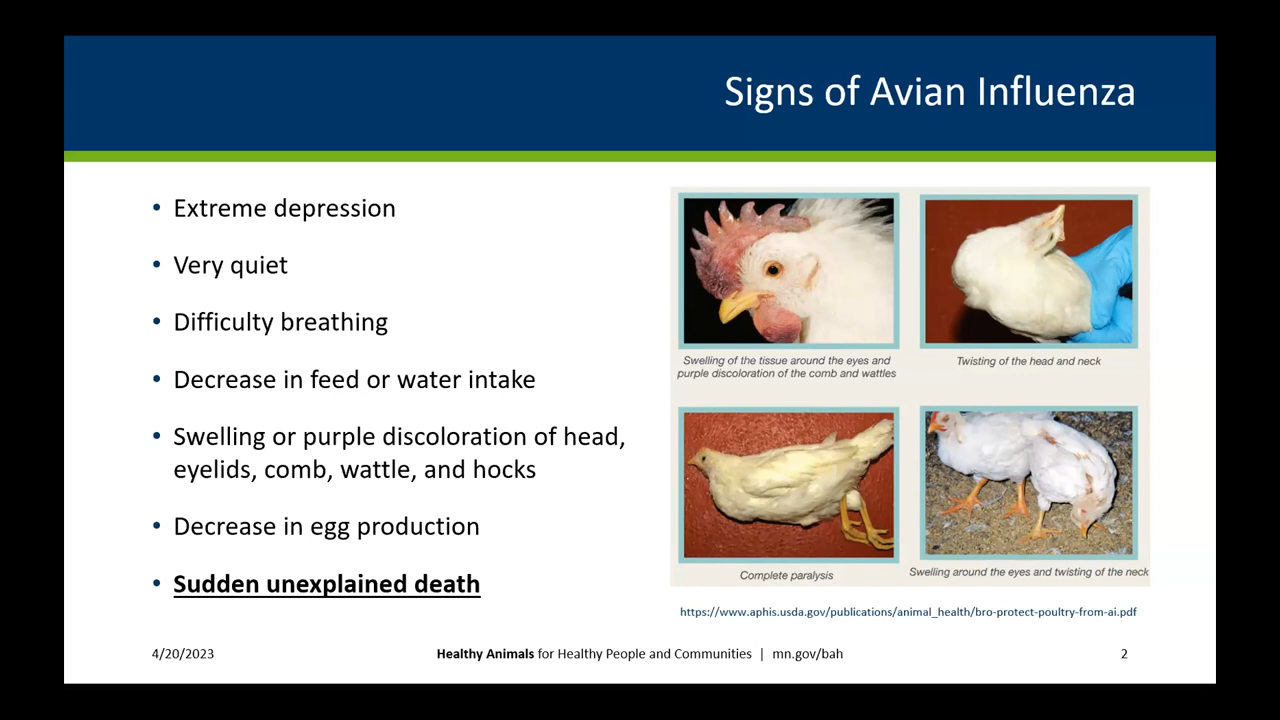 Signs of Avian Influenza
• Extreme depression
• Very quiet
• Difficulty breathing
• Decrease in feed or water intake
• Swelling or purple discoloration of head,
eyelids, comb, wattle, and hocks
• Decrease in egg production
• Sudden unexplained death
Swelling of the tissue around the eyes and
purple discoloration of the comb and wattles
Twisting of the head and neck
Complete paralysis
Swelling around the eyes and twisting of the neck
https://www.aphis.usda.gov/publications/animal_health/bro-protect-poultry-from-ai.pdf
4/20/2023
Healthy Animals for Healthy People and Communities | mn.gov/bah
2